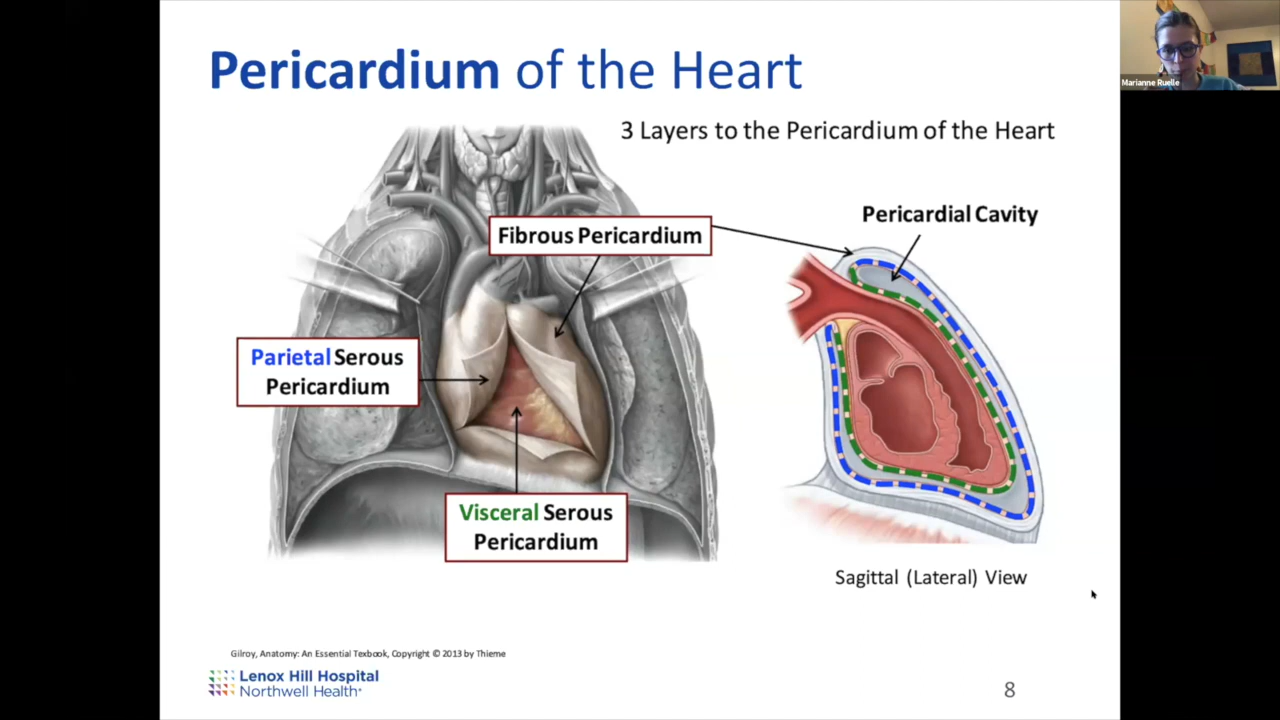 Pericardium of the Heart
Marianne Ruelle
3 Layers to the Pericardium of the Heart
Pericardial Cavity
Fibrous Pericardium
Parietal Serous
Pericardium
Visceral Serous
Pericardium
Sagittal (Lateral) View
Gilroy, Anatomy: An Essential Texbook, Copyright © 2013 by Thieme
Lenox Hill Hospital
Northwell Health
8